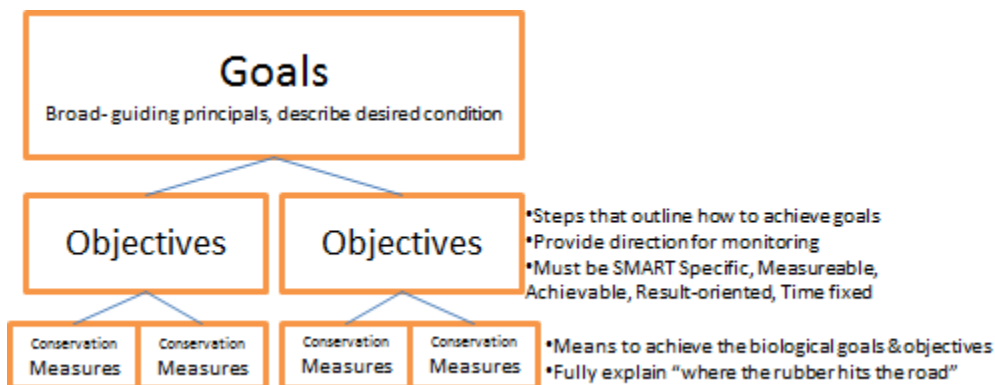 Goals
Broad- guiding principals, describe desired condition
Objectives
Objectives
•Steps that outline how to achieve goals
•Provide direction for monitoring
•Must be SMART Specific, Measureable,
Achievable, Result-oriented, Time fixed
Conservation
Measures
Conservation
Measures
Conservation
Measures
Conservation
Measures
•Means to achieve the biological goals & objectives
•Fully explain “where the rubber hits the road”